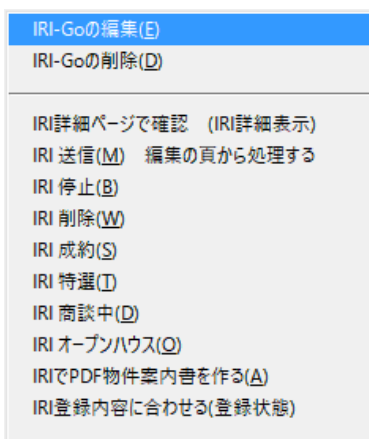 IRI-Goの編集(E)
IRI-Goの削除(D)
IRI詳細ページで確認　(IRI詳細表示)
IRI 送信(M)　編集の頁から処理する
IRI 停止(B)
IRI 削除(W)
IRI 成約(S)
IRI 特選(T)
IRI 商談中(D)
IRI オープンハウス(O)
IRIでPDF物件案内書を作る(A)
IRI登録内容に合わせる(登録状態)